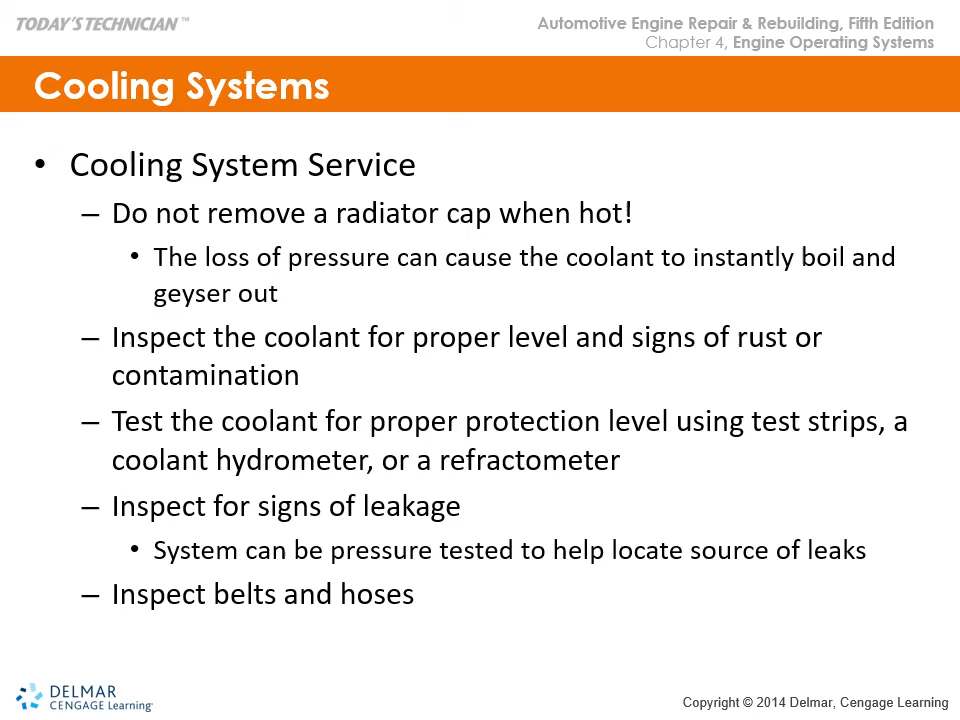 TODAY'S TECHNICIAN ™
Automotive Engine Repair & Rebuilding, Fifth Edition
Chapter 4, Engine Operating Systems
Cooling Systems
• Cooling System Service
– Do not remove a radiator cap when hot!
• The loss of pressure can cause the coolant to instantly boil and
geyser out
– Inspect the coolant for proper level and signs of rust or
contamination
– Test the coolant for proper protection level using test strips, a
coolant hydrometer, or a refractometer
– Inspect for signs of leakage
• System can be pressure tested to help locate source of leaks
– Inspect belts and hoses
DELMAR
CENGAGE Learning
Copyright © 2014 Delmar, Cengage Learning